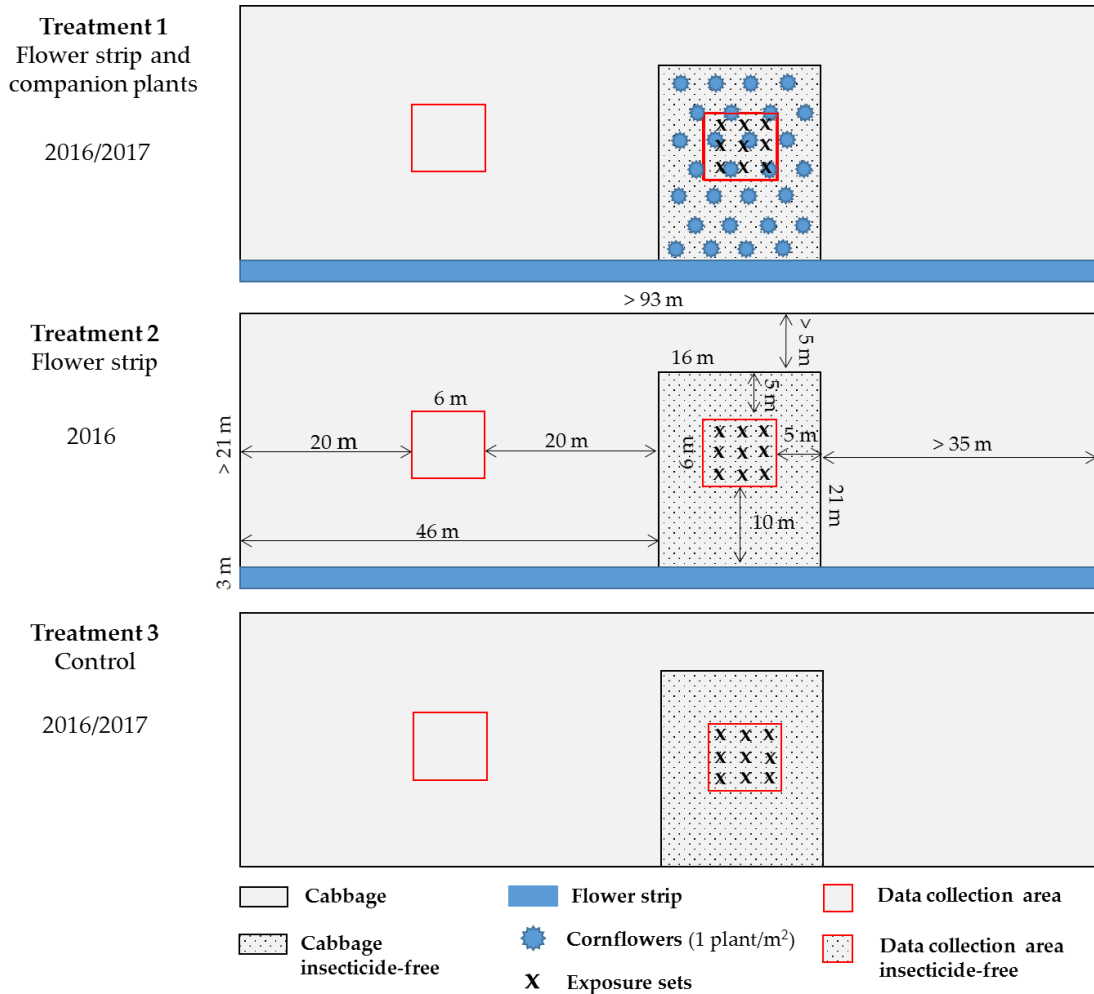 Treatment 1
Flower strip and
companion plants
2016/2017
x x x
x x x
x x x
> 93 m
Treatment 2
Flower strip
2016
> 21 m
3 m
20 m
6 m
20 m
46 m
16 m
> 5 m
5 m
6 m
x x x
x x x
x x x
5 m
10 m
21 m
> 35 m
Treatment 3
Control
2016/2017
x x x
x x x
x x x
Cabbage
Flower strip
Data collection area
Cabbage
insecticide-free
Cornflowers (1 plant/m²)
Data collection area
insecticide-free
x Exposure sets